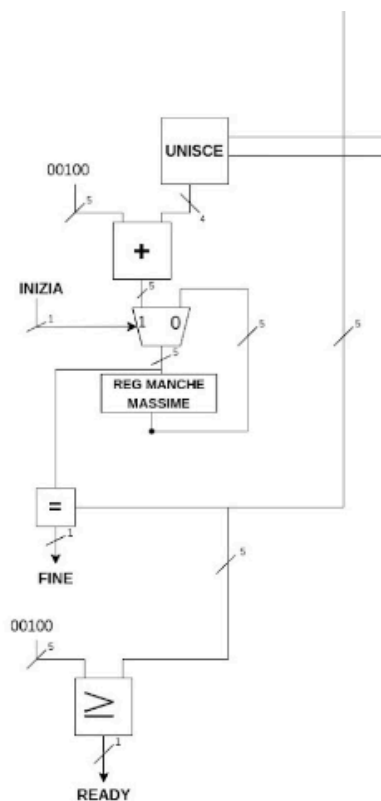 UNISCE
00100
5
4
+
5
INIZIA
1
1 0
5
5
5
REG MANCHE
MASSIME
=
1
5
FINE
00100
5
≥
1
READY